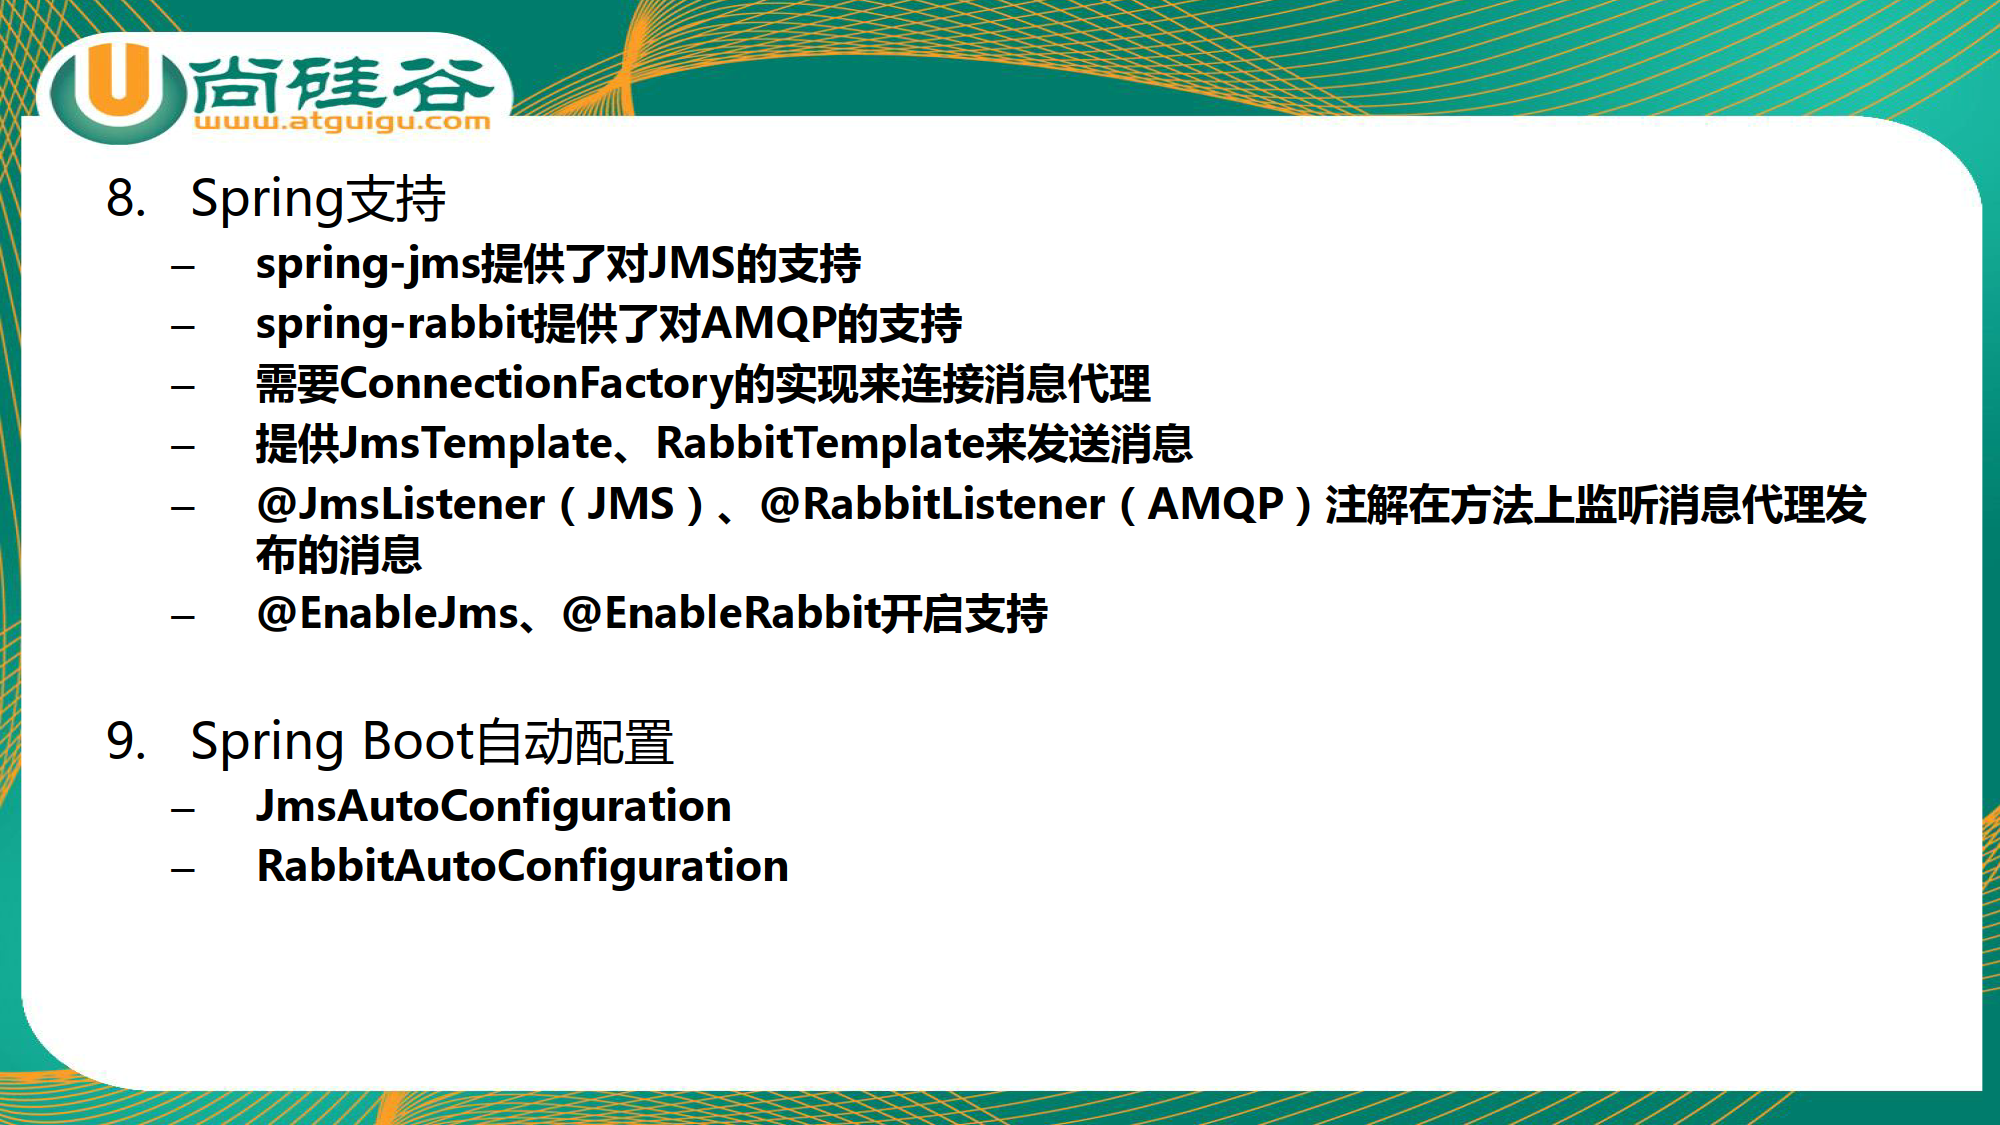 尚硅谷
www.atguigu.com
8. Spring支持
– spring-jms提供了对JMS的支持
– spring-rabbit提供了对AMQP的支持
– 需要ConnectionFactory的实现来连接消息代理
– 提供JmsTemplate、RabbitTemplate来发送消息
– @JmsListener（JMS）、@RabbitListener（AMQP）注解在方法上监听消息代理发
布的消息
– @EnableJms、@EnableRabbit开启支持
9. Spring Boot自动配置
– JmsAutoConfiguration
– RabbitAutoConfiguration